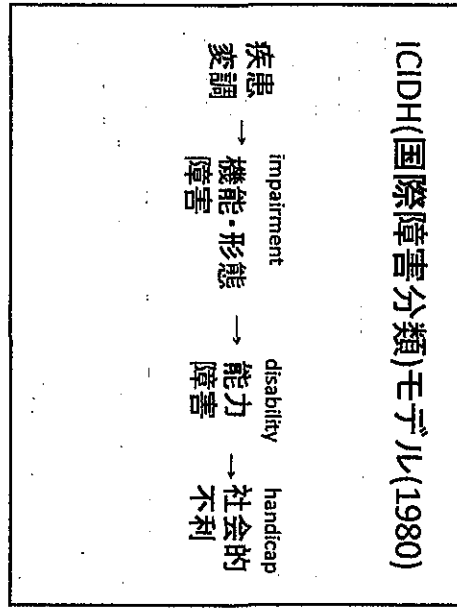 ICIDH(国際障害分類)モデル(1980)
impairment disability handicap
疾患 → 機能・形態 → 能力 → 社会的
変調 障害 障害 不利